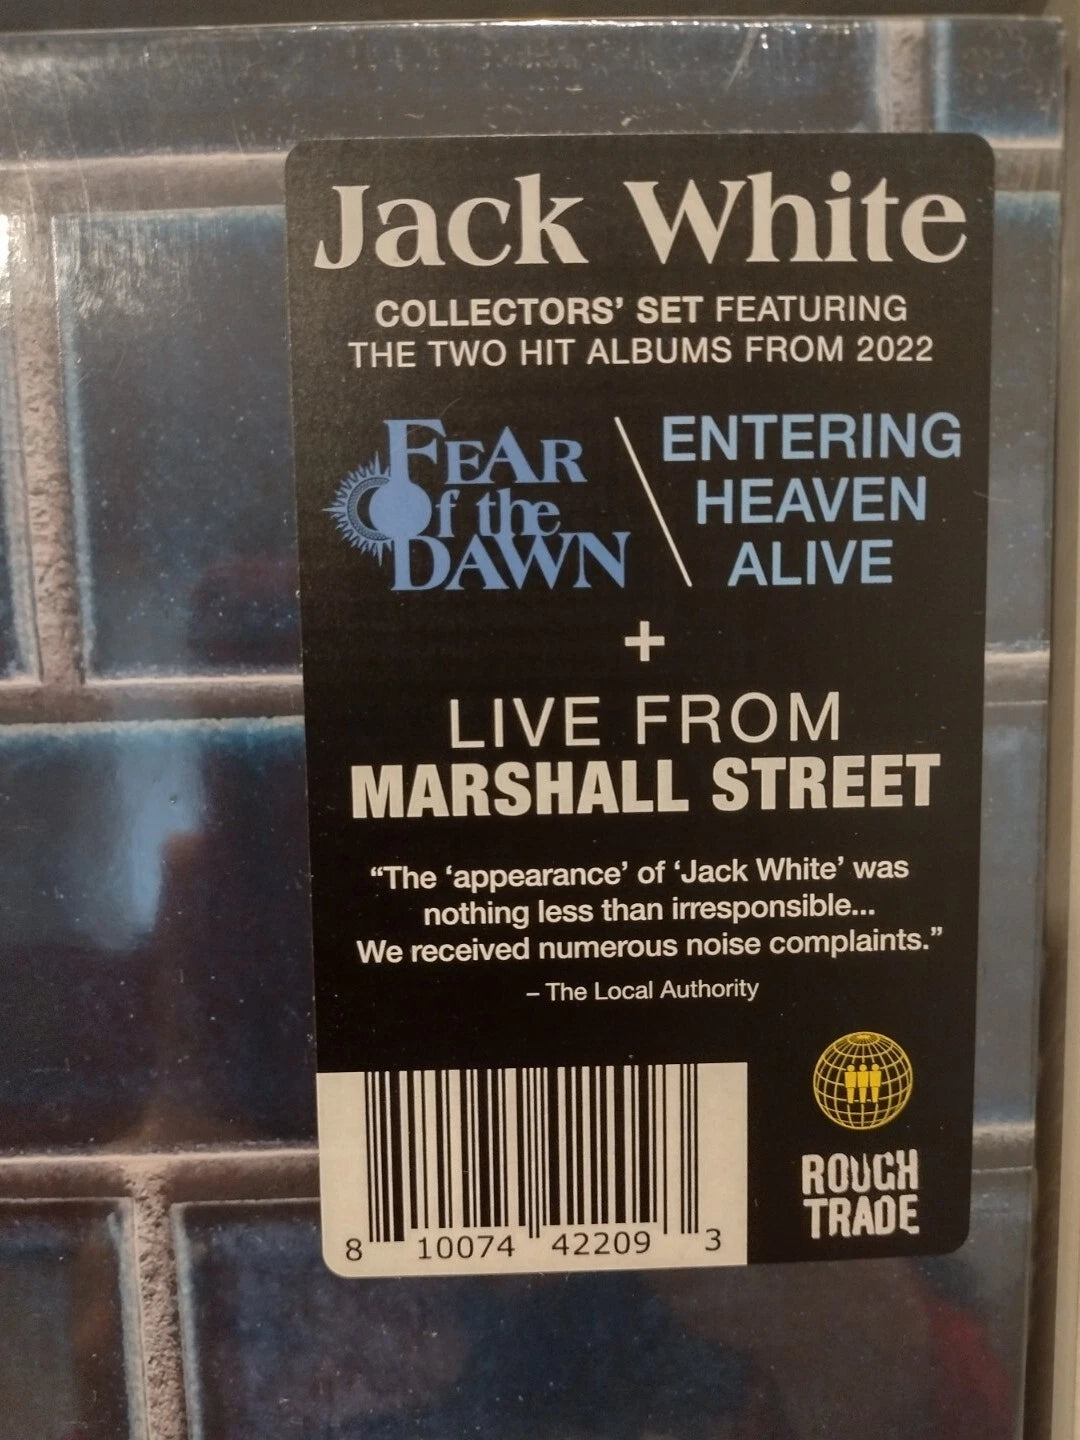 Jack White
COLLECTORS' SET FEATURING
THE TWO HIT ALBUMS FROM 2022
FEAR
Of the
DAWN
ENTERING
HEAVEN
ALIVE
+
LIVE FROM
MARSHALL STREET
“The ‘appearance’ of ‘Jack White’ was
nothing less than irresponsible...
We received numerous noise complaints.”
– The Local Authority
ROUGH
TRADE
8 10074 42209 3